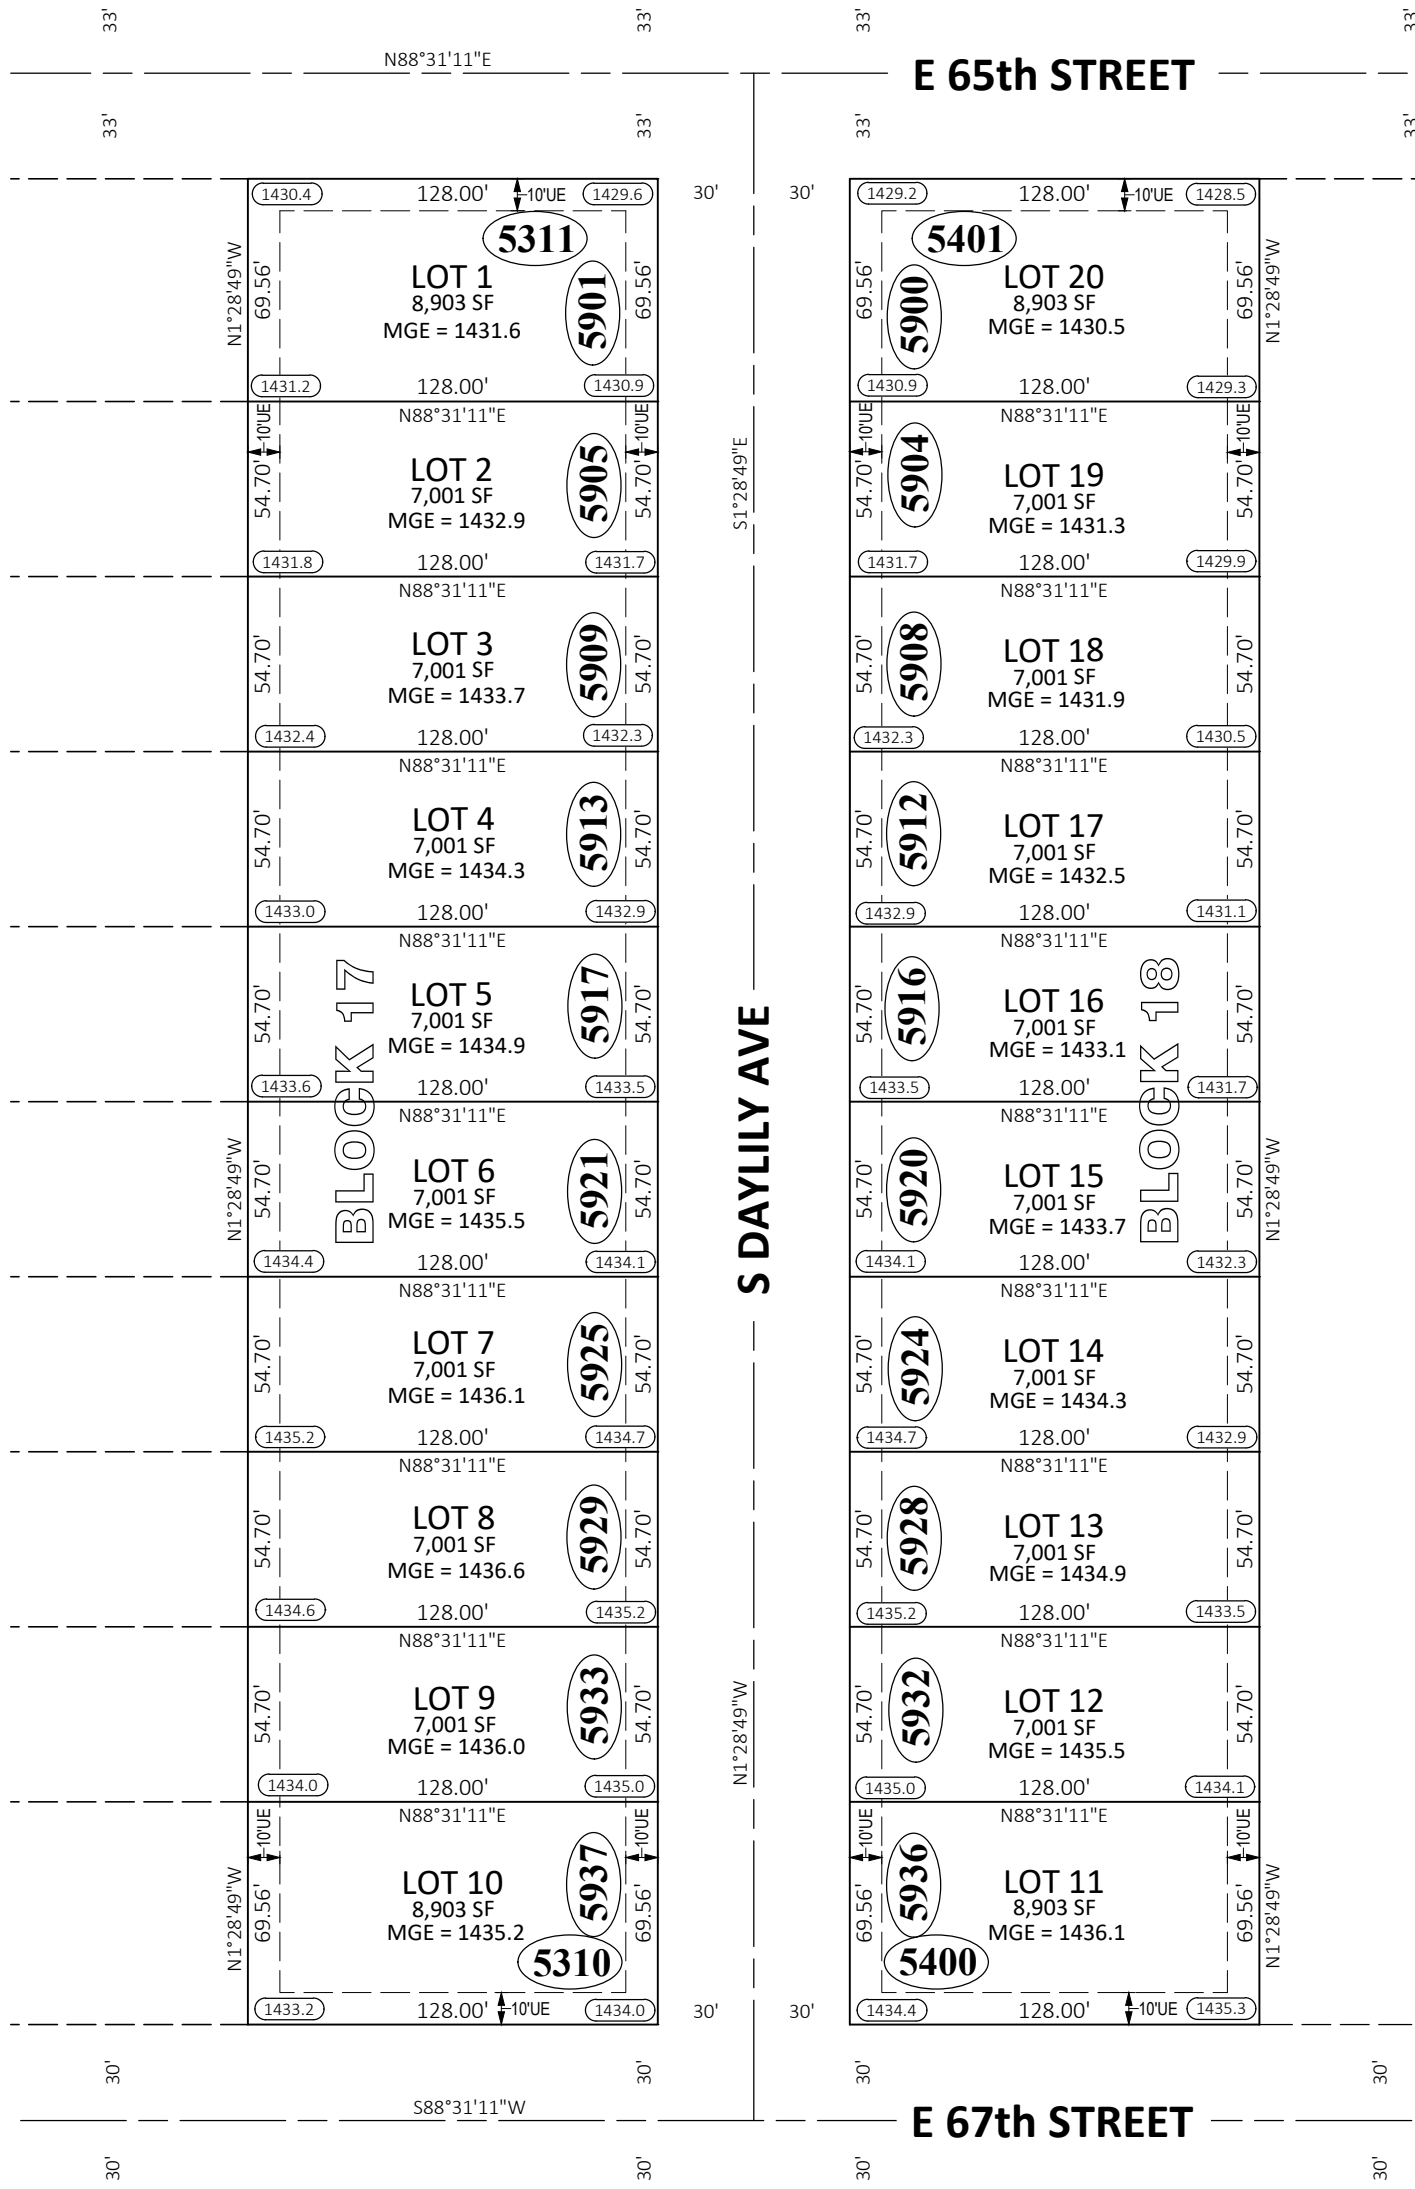 33' 33' 33' 33'
N88°31'11"E
E 65th STREET
33' 33' 33' 33'
1430.4 128.00' 10'UE 1429.6
5311
N1°28'49"W 69.56'
LOT 1
8,903 SF
MGE = 1431.6
5901 69.56'
1431.2 128.00' 1430.9
N88°31'11"E
10'UE 10'UE
54.70'
LOT 2
7,001 SF
MGE = 1432.9
5905 54.70'
1431.8 128.00' 1431.7
N88°31'11"E
54.70'
LOT 3
7,001 SF
MGE = 1433.7
5909 54.70'
1432.4 128.00' 1432.3
N88°31'11"E
54.70'
LOT 4
7,001 SF
MGE = 1434.3
5913 54.70'
1433.0 128.00' 1432.9
N88°31'11"E
54.70'
LOT 5
7,001 SF
MGE = 1434.9
5917 54.70'
1433.6 128.00' 1433.5
BLOCK 17
N88°31'11"E
N1°28'49"W 54.70'
LOT 6
7,001 SF
MGE = 1435.5
5921 54.70'
1434.4 128.00' 1434.1
N88°31'11"E
54.70'
LOT 7
7,001 SF
MGE = 1436.1
5925 54.70'
1435.2 128.00' 1434.7
N88°31'11"E
54.70'
LOT 8
7,001 SF
MGE = 1436.6
5929 54.70'
1434.6 128.00' 1435.2
N88°31'11"E
54.70'
LOT 9
7,001 SF
MGE = 1436.0
5933 54.70'
1434.0 128.00' 1435.0
N88°31'11"E
10'UE 10'UE
N1°28'49"W 69.56'
LOT 10
8,903 SF
MGE = 1435.2
5937 69.56'
5310
1433.2 128.00' 10'UE 1434.0
30' 30'
S1°28'49"E
S DAYLILY AVE
N1°28'49"W
30' 30'
1429.2 128.00' 10'UE 1428.5
5401
69.56' 5900
LOT 20
8,903 SF
MGE = 1430.5
69.56' N1°28'49"W
1430.9 128.00' 1429.3
N88°31'11"E
10'UE 10'UE
54.70' 5904
LOT 19
7,001 SF
MGE = 1431.3
54.70'
1431.7 128.00' 1429.9
N88°31'11"E
54.70' 5908
LOT 18
7,001 SF
MGE = 1431.9
54.70'
1432.3 128.00' 1430.5
N88°31'11"E
54.70' 5912
LOT 17
7,001 SF
MGE = 1432.5
54.70'
1432.9 128.00' 1431.1
N88°31'11"E
54.70' 5916
LOT 16
7,001 SF
MGE = 1433.1
54.70'
1433.5 128.00' 1431.7
BLOCK 18
N88°31'11"E
54.70' 5920
LOT 15
7,001 SF
MGE = 1433.7
54.70' N1°28'49"W
1434.1 128.00' 1432.3
N88°31'11"E
54.70' 5924
LOT 14
7,001 SF
MGE = 1434.3
54.70'
1434.7 128.00' 1432.9
N88°31'11"E
54.70' 5928
LOT 13
7,001 SF
MGE = 1434.9
54.70'
1435.2 128.00' 1433.5
N88°31'11"E
54.70' 5932
LOT 12
7,001 SF
MGE = 1435.5
54.70'
1435.0 128.00' 1434.1
N88°31'11"E
10'UE 10'UE
69.56' 5936
LOT 11
8,903 SF
MGE = 1436.1
69.56' N1°28'49"W
5400
1434.4 128.00' 10'UE 1435.3
30' 30' 30' 30'
S88°31'11"W
E 67th STREET
30' 30' 30' 30'